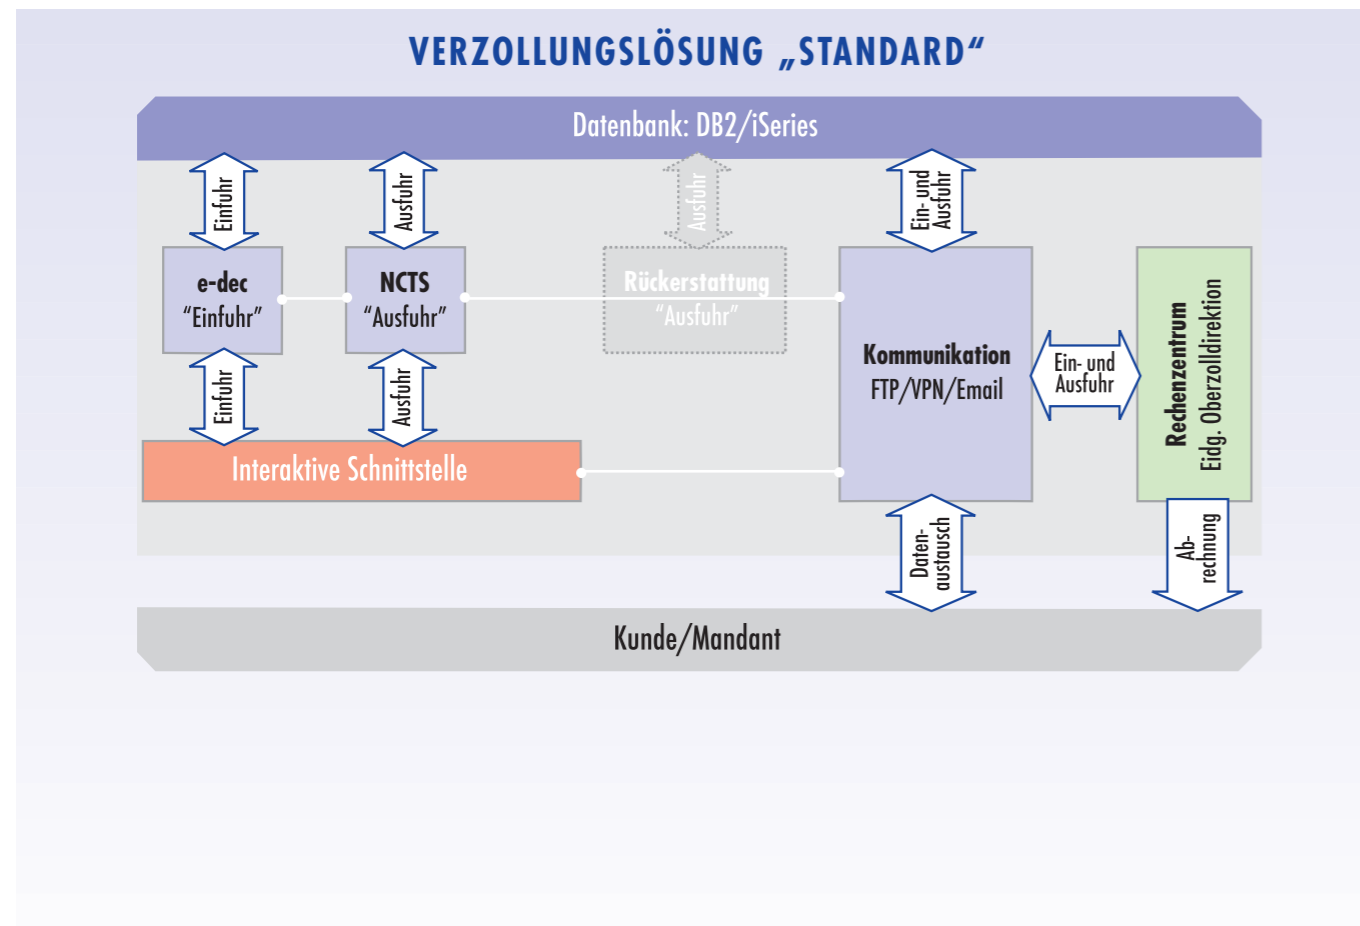 VERZOLLUNGSLÖSUNG „STANDARD“
Datenbank: DB2/iSeries
Einfuhr
Ausfuhr
Ausfuhr
Ein- und
Ausfuhr
e-dec
“Einfuhr”
NCTS
“Ausfuhr”
Rückerstattung
“Ausfuhr”
Kommunikation
FTP/VPN/Email
Ein- und
Ausfuhr
Rechenzentrum
Eidg. Oberzolldirektion
Einfuhr
Ausfuhr
Interaktive Schnittstelle
Daten-
austausch
Ab-
rechnung
Kunde/Mandant